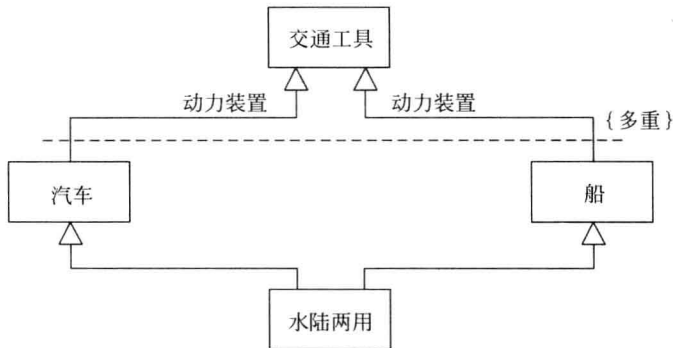 交通工具
动力装置
动力装置
{多重}
汽车
船
水陆两用